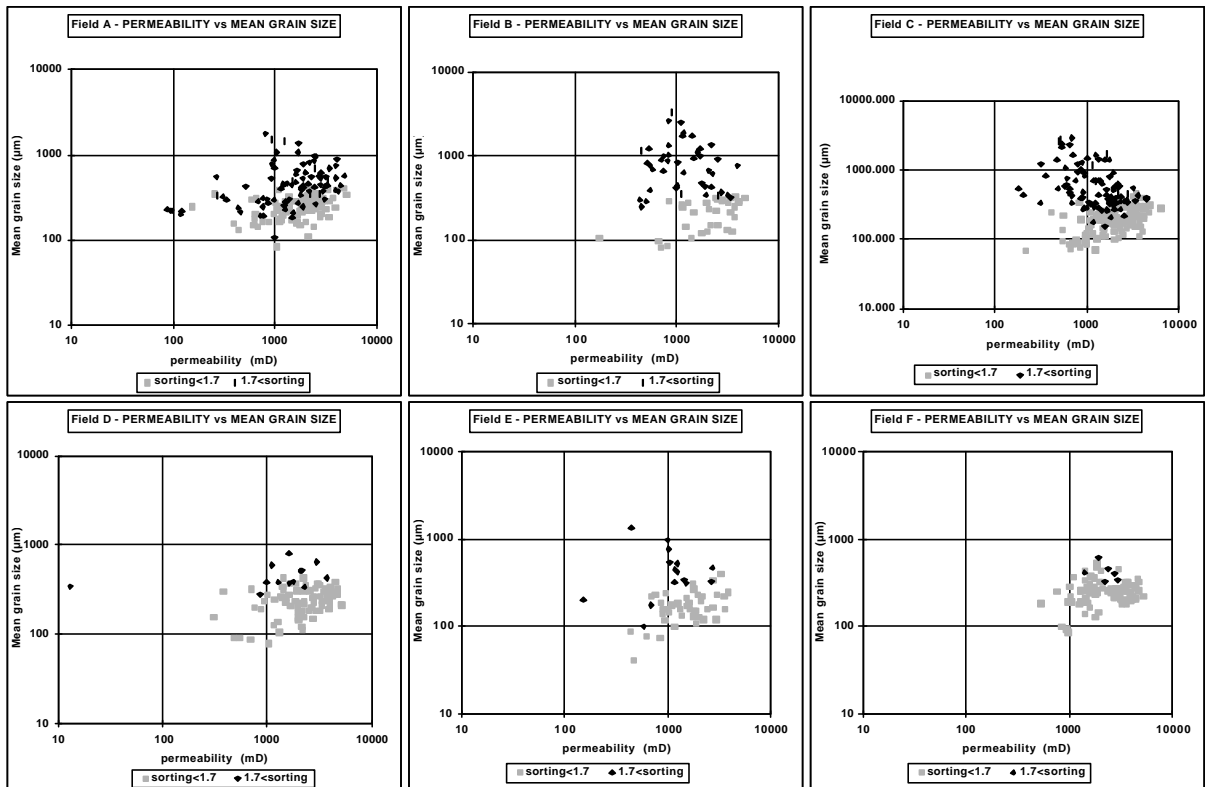 Field A - PERMEABILITY vs MEAN GRAIN SIZE
10000
1000
100
10
Mean grain size (µm)
10
100
1000
10000
permeability (mD)
sorting<1.7
1.7<sorting
Field B - PERMEABILITY vs MEAN GRAIN SIZE
10000
1000
100
10
Mean grain size (µm)
10
100
1000
10000
permeability (mD)
sorting<1.7
1.7<sorting
Field C - PERMEABILITY vs MEAN GRAIN SIZE
10000.000
1000.000
100.000
10.000
Mean grain size (µm)
10
100
1000
10000
permeability (mD)
sorting<1.7
1.7<sorting
Field D - PERMEABILITY vs MEAN GRAIN SIZE
10000
1000
100
10
Mean grain size (µm)
10
100
1000
10000
permeability (mD)
sorting<1.7
1.7<sorting
Field E - PERMEABILITY vs MEAN GRAIN SIZE
10000
1000
100
10
Mean grain size (µm)
10
100
1000
10000
permeability (mD)
sorting<1.7
1.7<sorting
Field F - PERMEABILITY vs MEAN GRAIN SIZE
10000
1000
100
10
Mean grain size (µm)
10
100
1000
10000
permeability (mD)
sorting<1.7
1.7<sorting